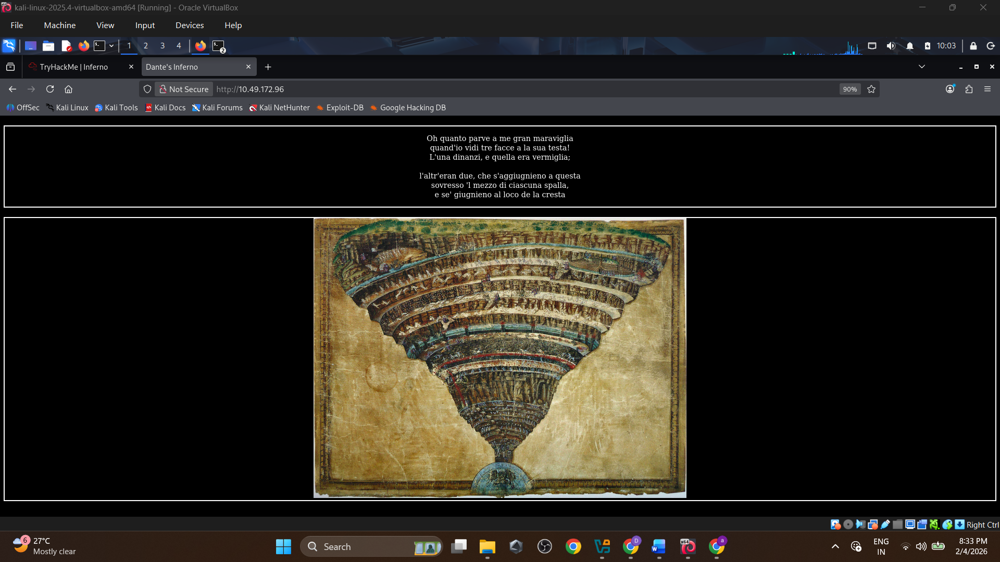 kali-linux-2025.4-virtualbox-amd64 [Running] - Oracle VirtualBox
File Machine View Input Devices Help
1 2 3 4 2 10:03
TryHackMe | Inferno Dante's Inferno
Not Secure http://10.49.172.96 90%
OffSec Kali Linux Kali Tools Kali Docs Kali Forums Kali NetHunter Exploit-DB Google Hacking DB
Oh quanto parve a me gran maraviglia
quand'io vidi tre facce a la sua testa!
L'una dinanzi, e quella era vermiglia;
l'altr'eran due, che s'aggiugnieno a questa
sovresso 'l mezzo di ciascuna spalla,
e se' giugnieno al loco de la cresta
Right Ctrl
6 27°C
Mostly clear
Search
x64
D
W
a
ENG
IN
8:33 PM
2/4/2026